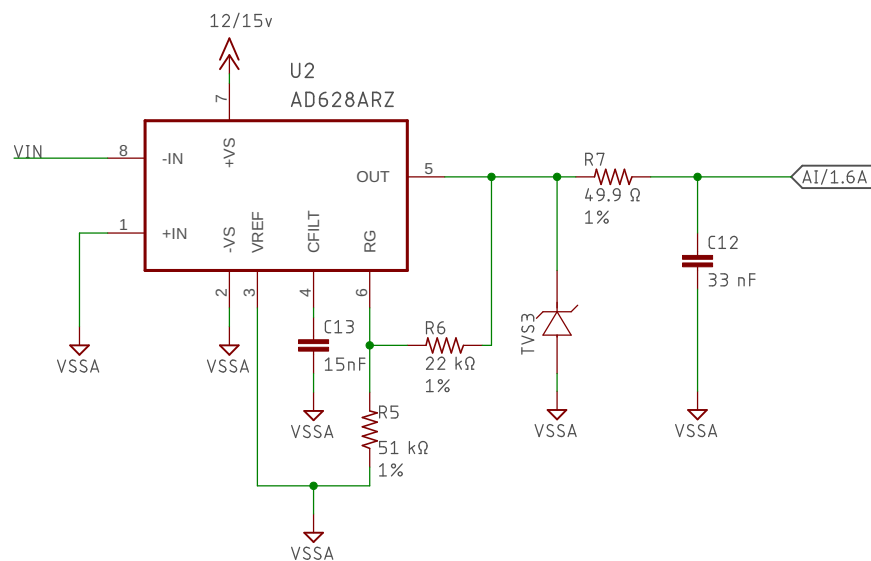 12/15v
U2
AD628ARZ
7
VIN
8
-IN
+VS
OUT
5
R7
49.9 Ω
1%
AI/1.6A
1
+IN
-VS
VREF
CFILT
RG
2
3
4
6
C12
33 nF
VSSA
VSSA
C13
15nF
VSSA
R6
22 kΩ
1%
TVS3
VSSA
VSSA
R5
51 kΩ
1%
VSSA